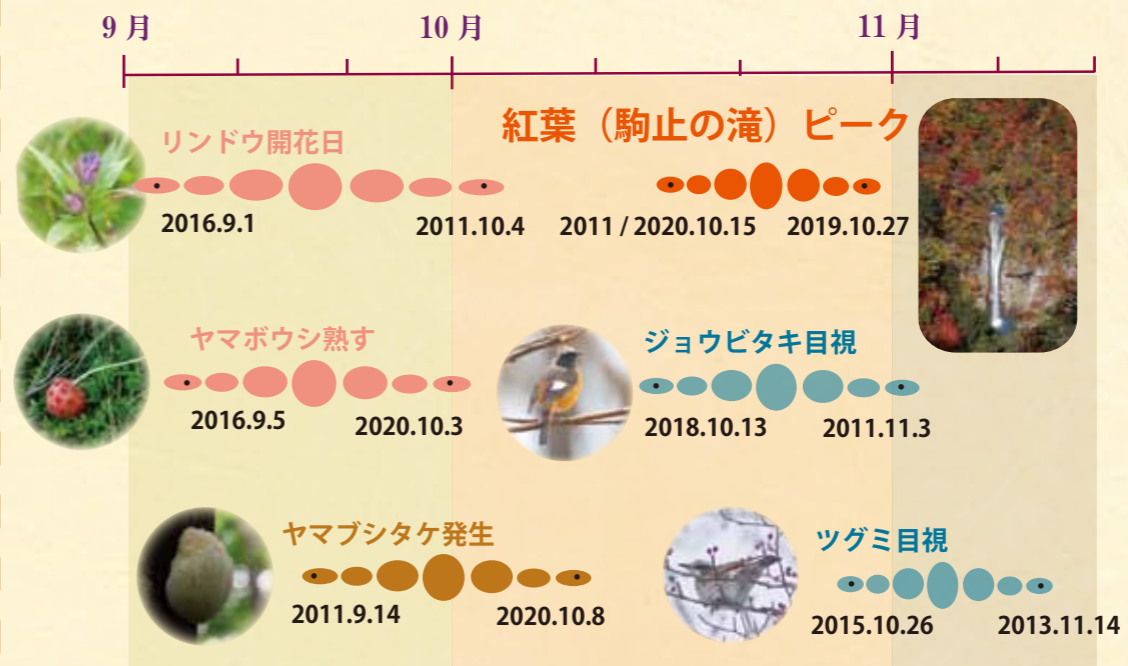 9 月
10 月
11 月
リンドウ開花日
2016.9.1
2011.10.4
紅葉（駒止の滝）ピーク
2011 / 2020.10.15
2019.10.27
ヤマボウシ熟す
2016.9.5
2020.10.3
ジョウビタキ目視
2018.10.13
2011.11.3
ヤマブシタケ発生
2011.9.14
2020.10.8
ツグミ目視
2015.10.26
2013.11.14